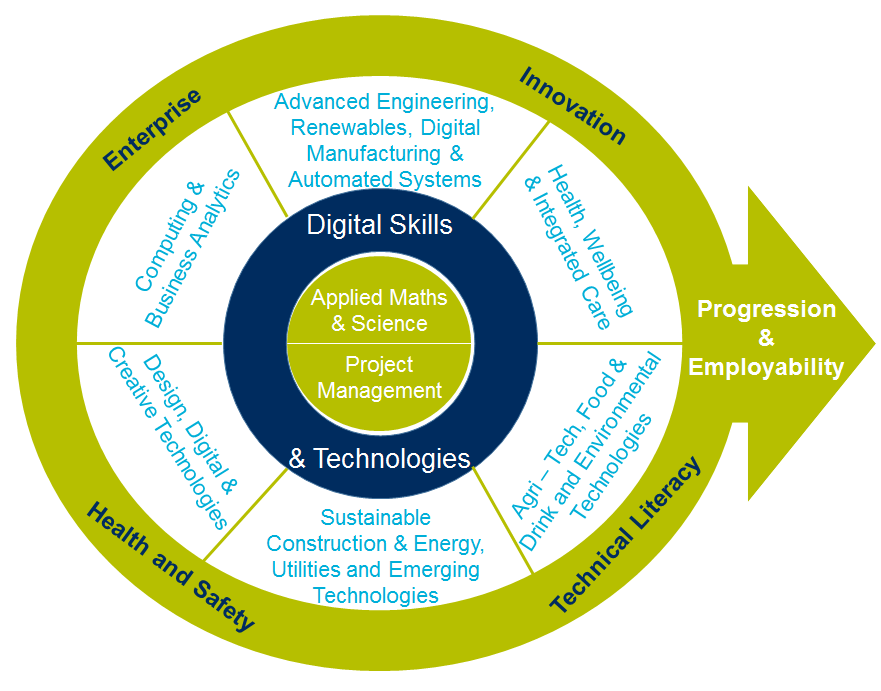 Enterprise
Innovation
Advanced Engineering,
Renewables, Digital
Manufacturing &
Automated Systems
Computing &
Business Analytics
Health, Wellbeing
& Integrated Care
Digital Skills
Applied Maths
& Science
Project
Management
& Technologies
Progression
&
Employability
Design, Digital &
Creative Technologies
Agri – Tech, Food &
Drink and Environmental
Technologies
Sustainable
Construction & Energy,
Utilities and Emerging
Technologies
Health and Safety
Technical Literacy